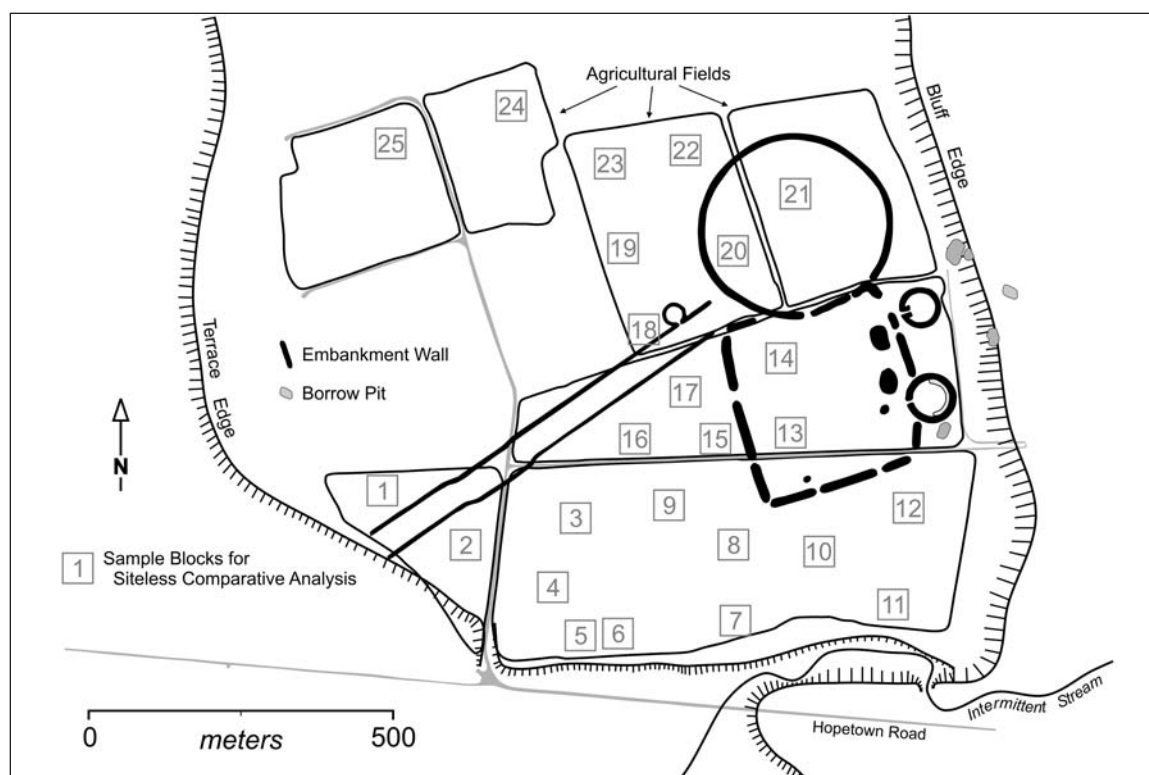 Agricultural Fields
24
25
23
22
21
Bluff Edge
19
20
18
Terrace Edge
Embankment Wall
Borrow Pit
14
17
16
15
13
N
1
2
3
9
8
10
12
1
Sample Blocks for
Siteless Comparative Analysis
4
5
6
7
11
0
meters
500
Intermittent Stream
Hopetown Road